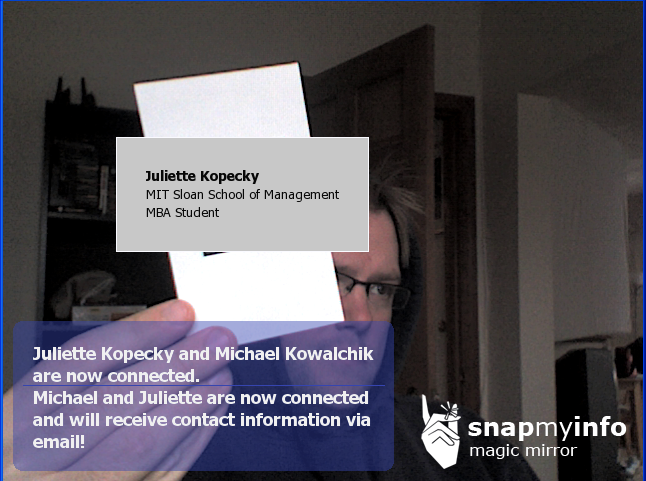 Juliette Kopecky
MIT Sloan School of Management
MBA Student
Juliette Kopecky and Michael Kowalchik
are now connected.
Michael and Juliette are now connected
and will receive contact information via
email!
snapmyinfo
magic mirror